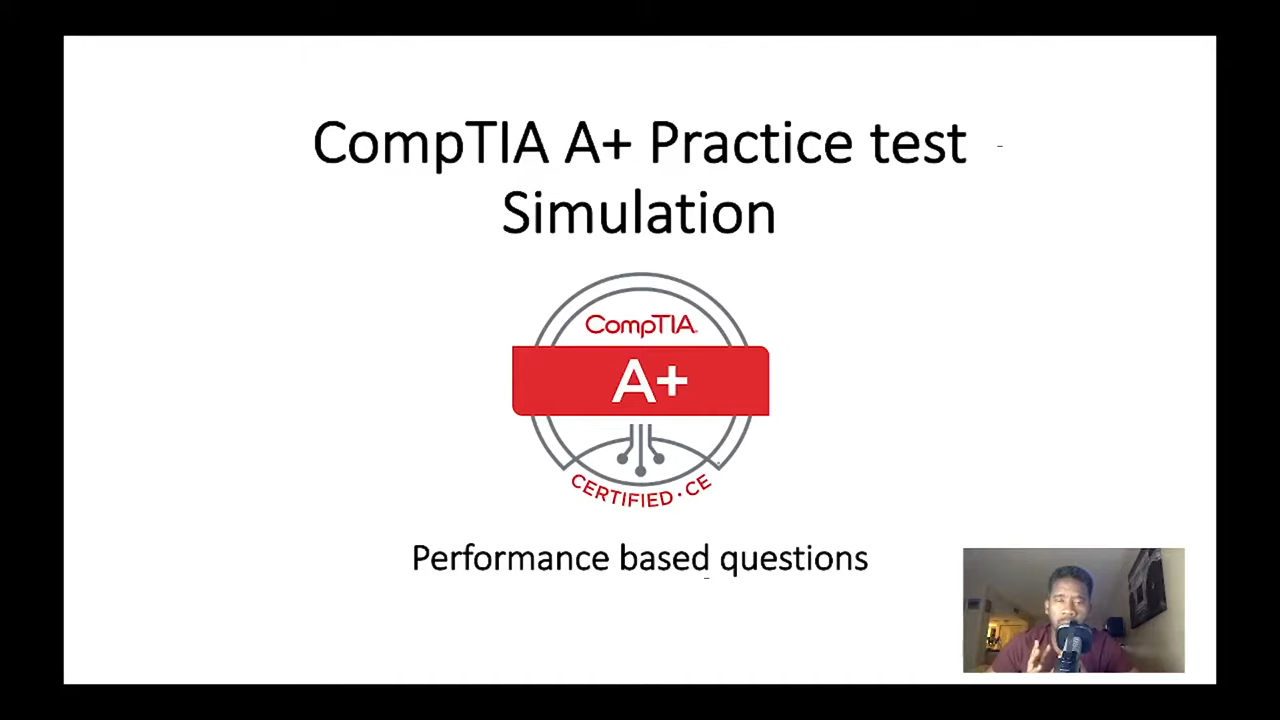 CompTIA A+ Practice test
Simulation
CompTIA
A+
CERTIFIED · CE
Performance based questions